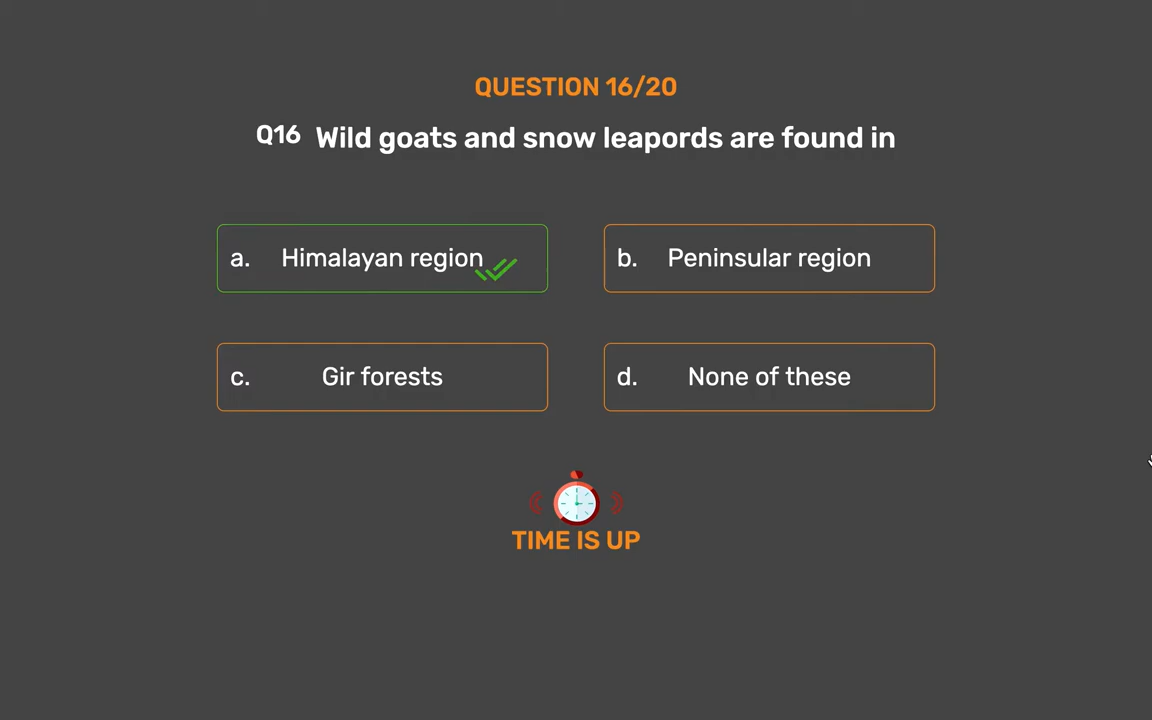 QUESTION 16/20
Q16 Wild goats and snow leapords are found in
a. Himalayan region
b. Peninsular region
c. Gir forests
d. None of these
TIME IS UP